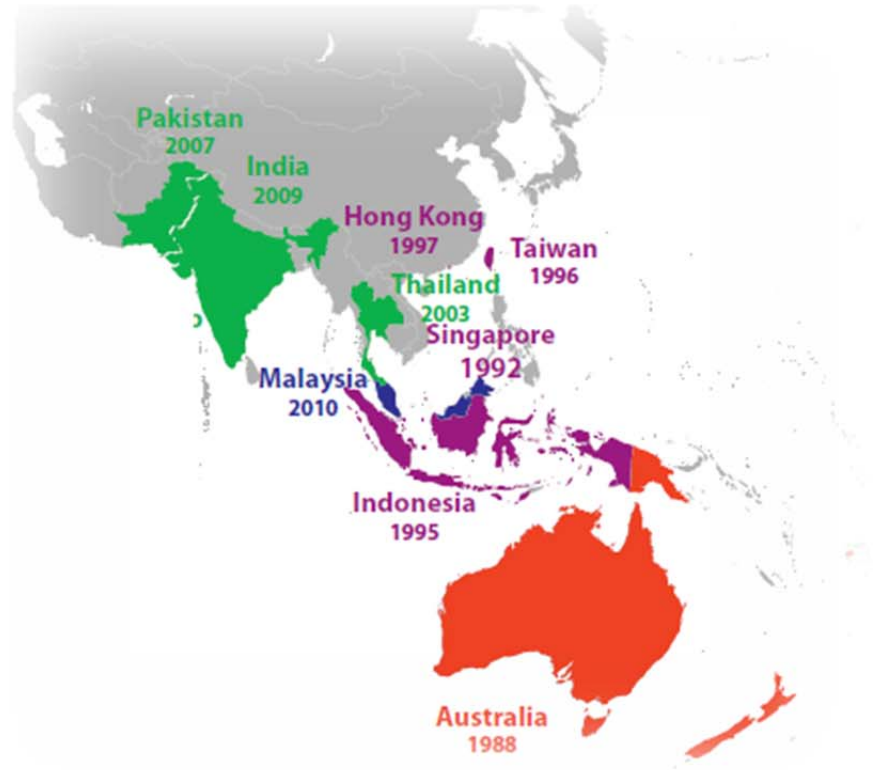 Pakistan
2007
India
2009
Hong Kong
1997
Taiwan
1996
Thailand
2003
Singapore
1992
Malaysia
2010
Indonesia
1995
Australia
1988